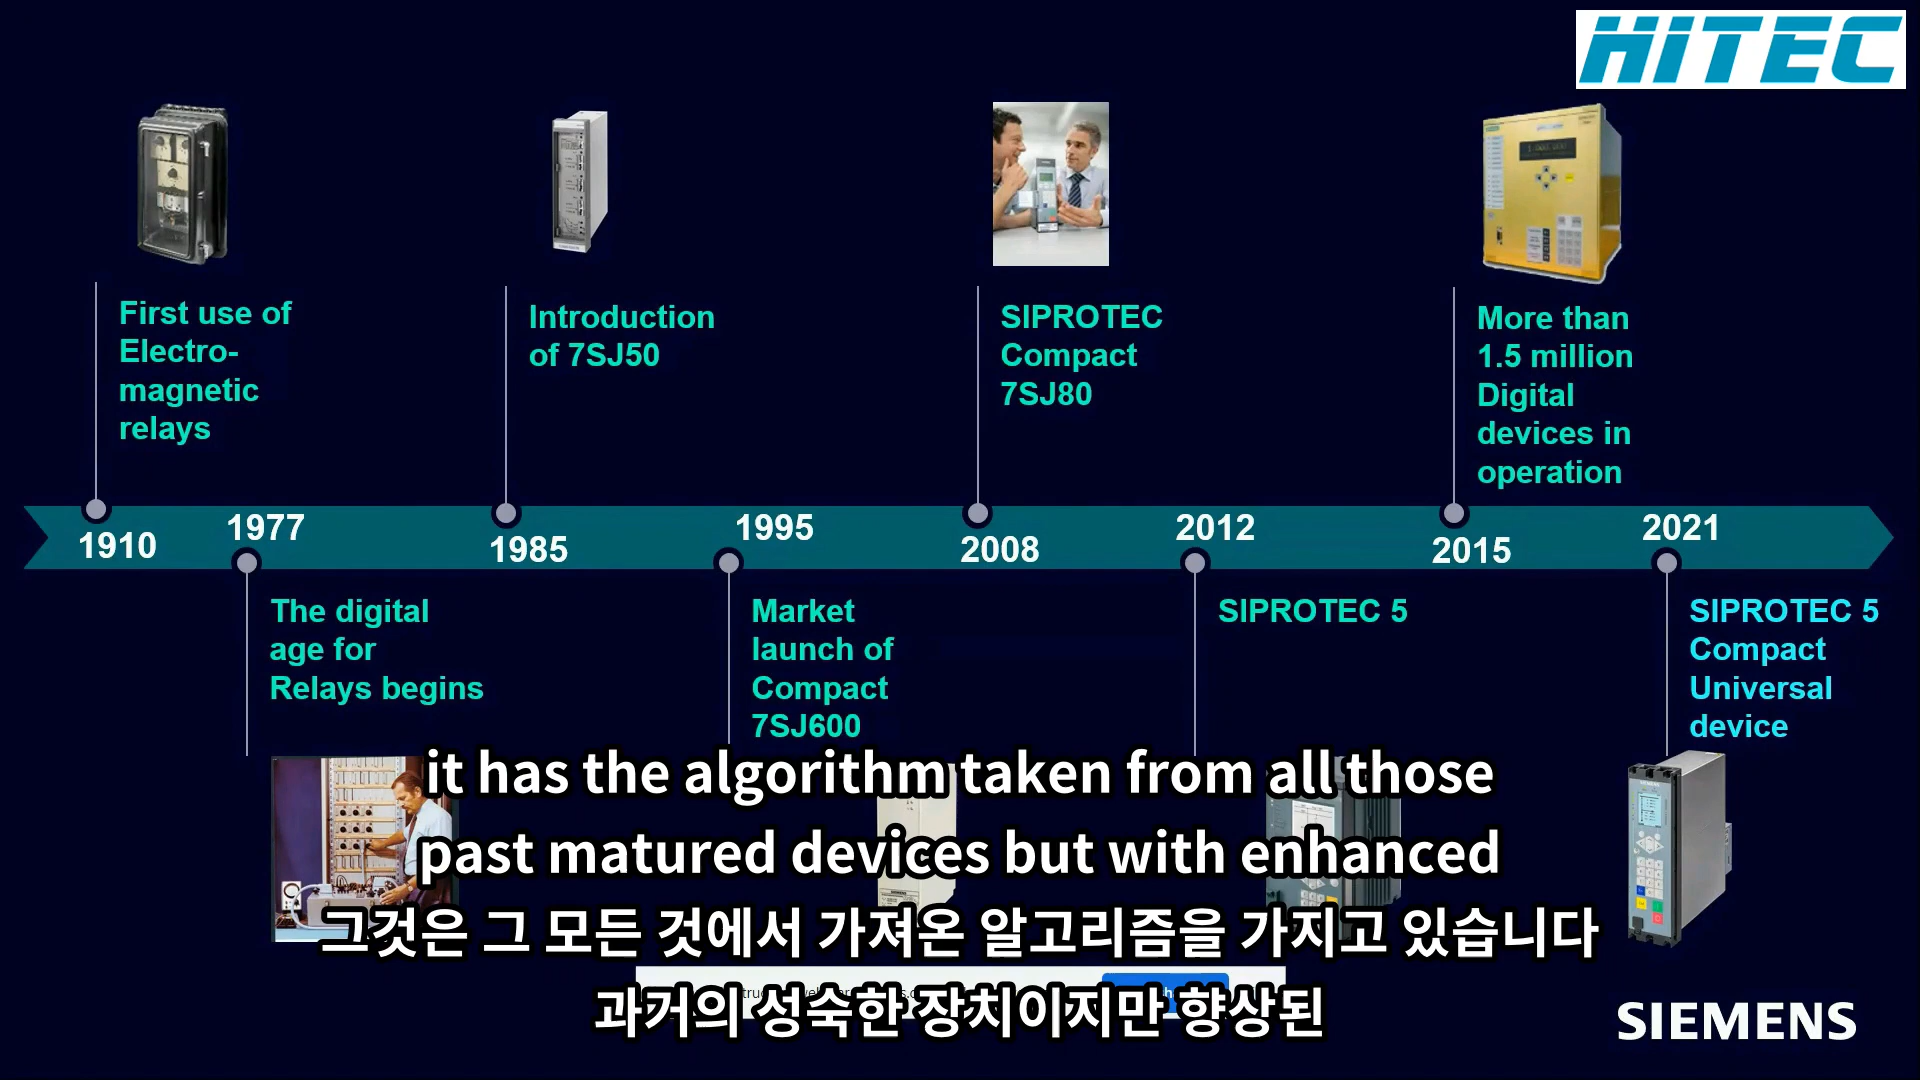 HiTEC
First use of
Electro-
magnetic
relays
Introduction
of 7SJ50
SIPROTEC
Compact
7SJ80
More than
1.5 million
Digital
devices in
operation
1910
1977
1985
1995
2008
2012
2015
2021
The digital
age for
Relays begins
Market
launch of
Compact
7SJ600
SIPROTEC 5
SIPROTEC 5
Compact
Universal
device
it has the algorithm taken from all those
past matured devices but with enhanced
그것은 그 모든 것에서 가져온 알고리즘을 가지고 있습니다
과거의 성숙한 장치이지만 향상된
SIEMENS